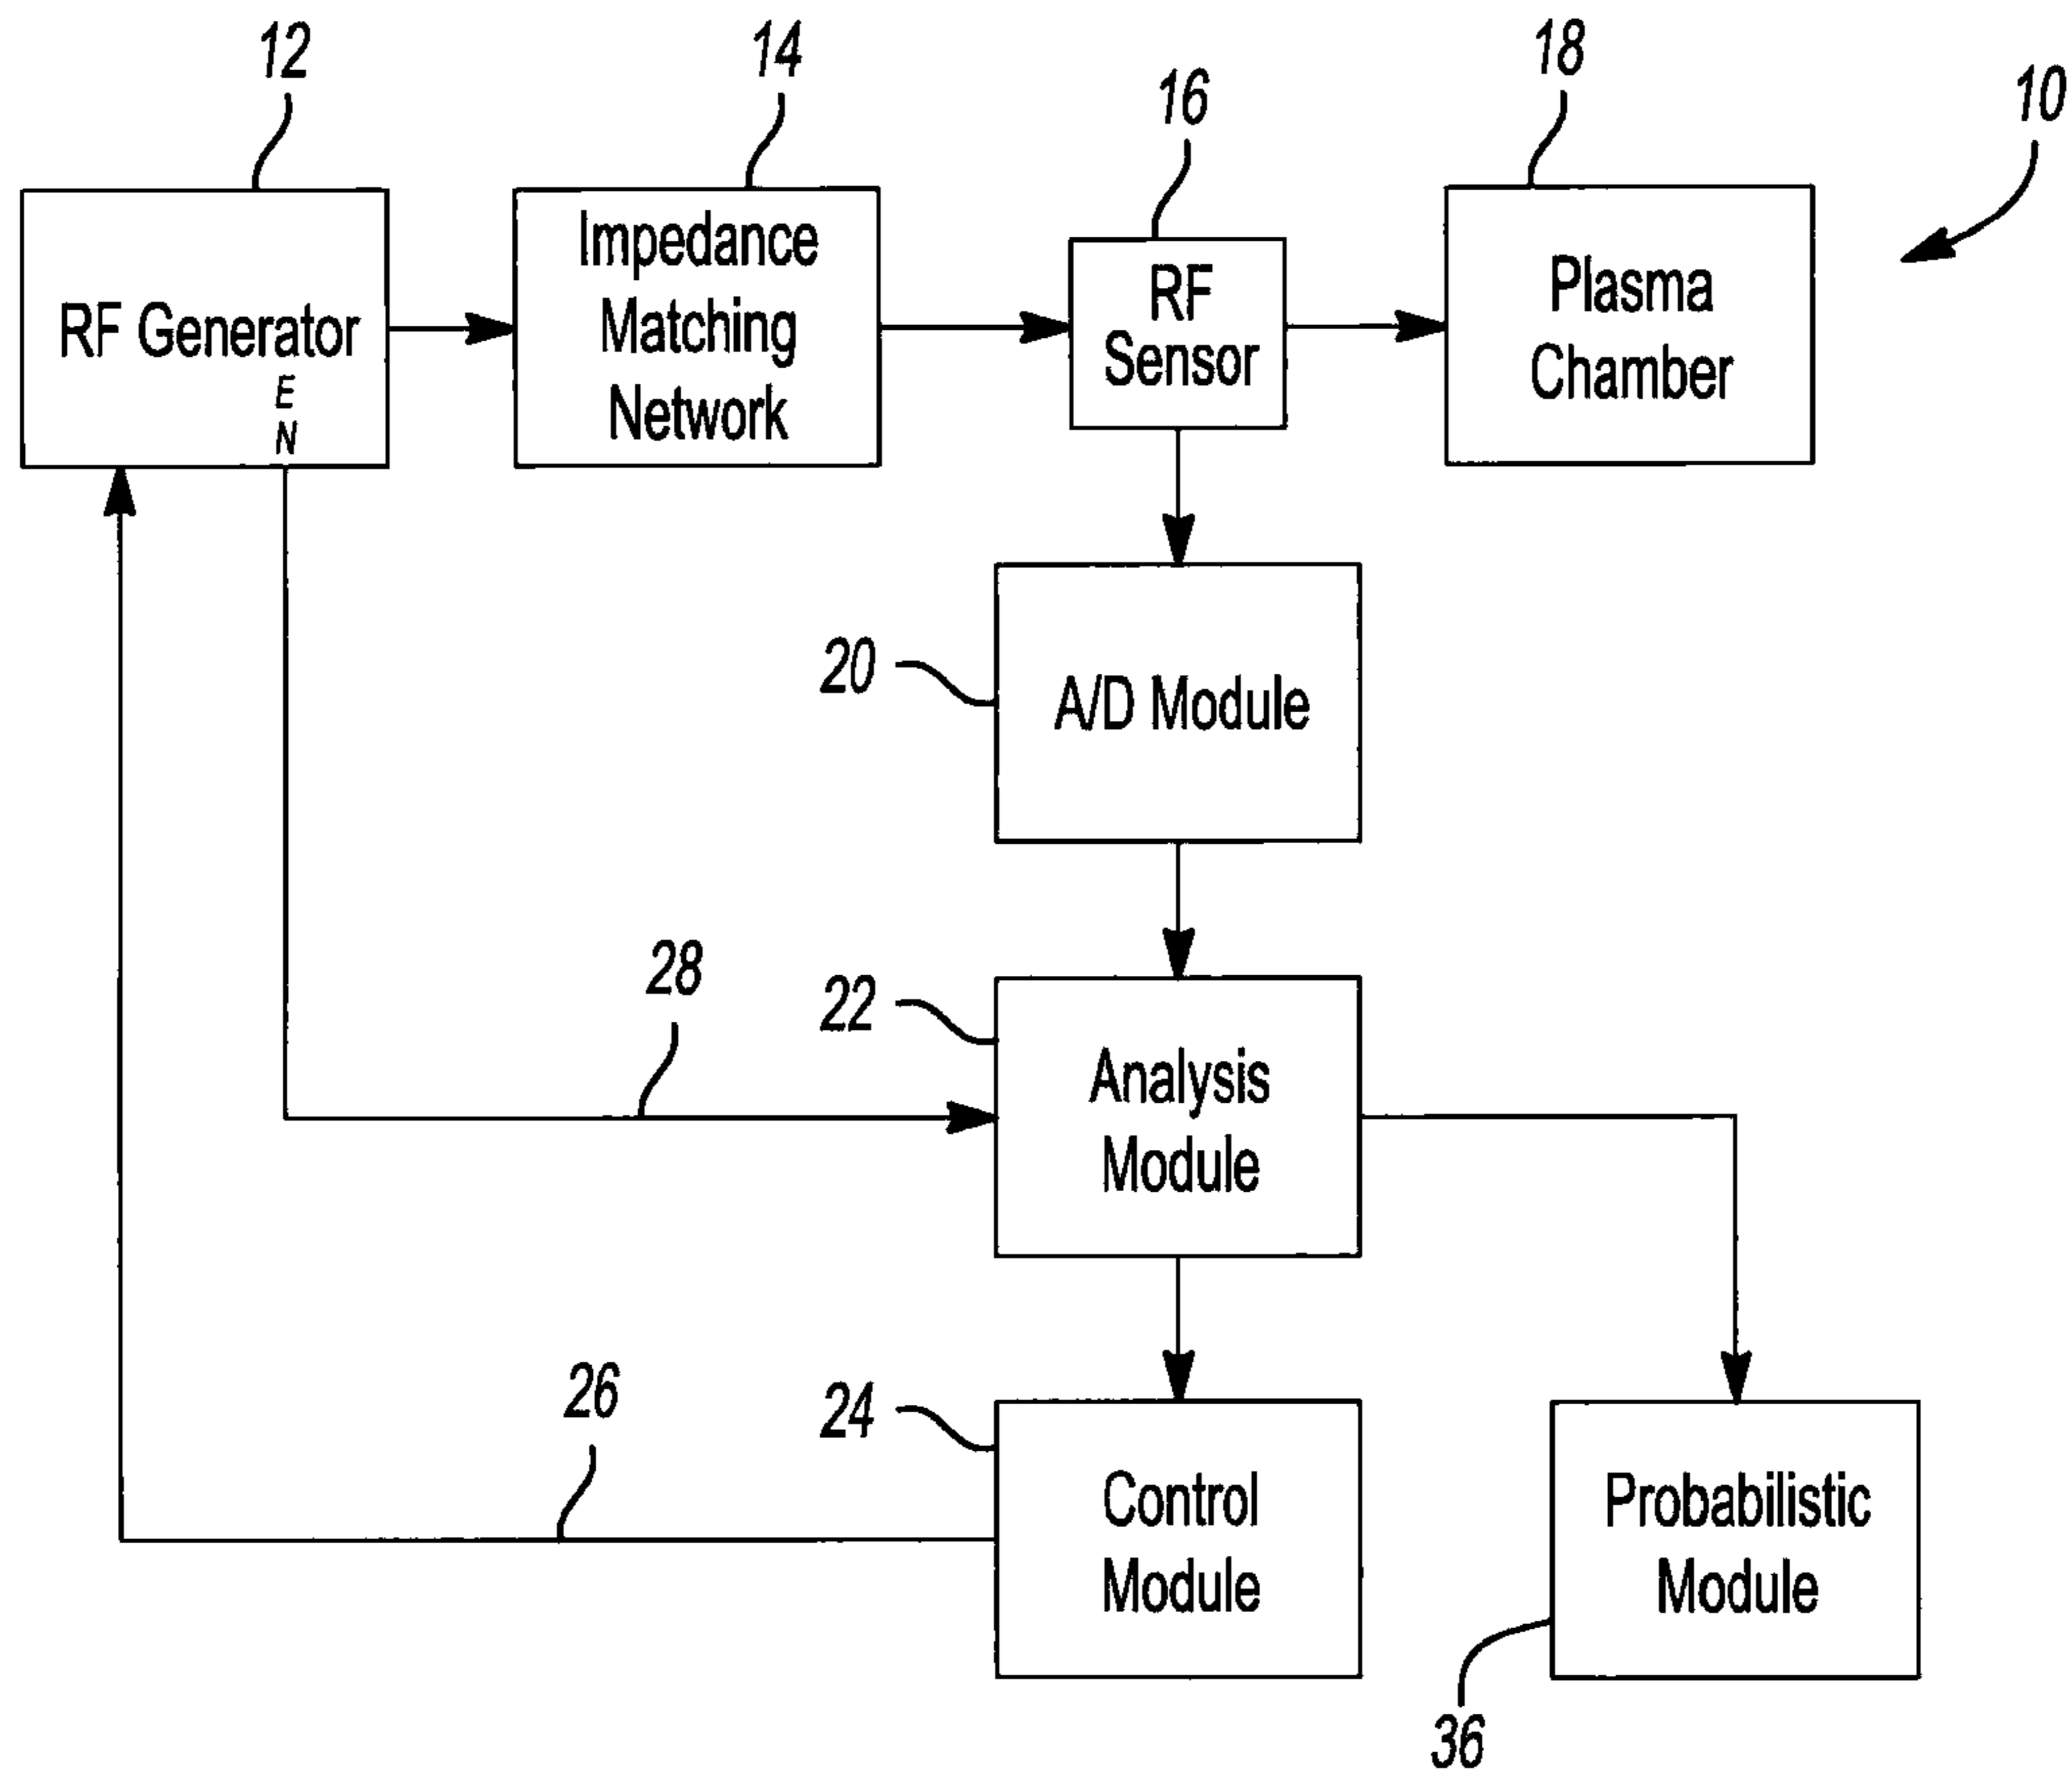 12
14
16
18
10
RF Generator
E
N
Impedance
Matching
Network
RF
Sensor
Plasma
Chamber
20
A/D Module
28
22
Analysis
Module
26
24
Control
Module
Probabilistic
Module
36